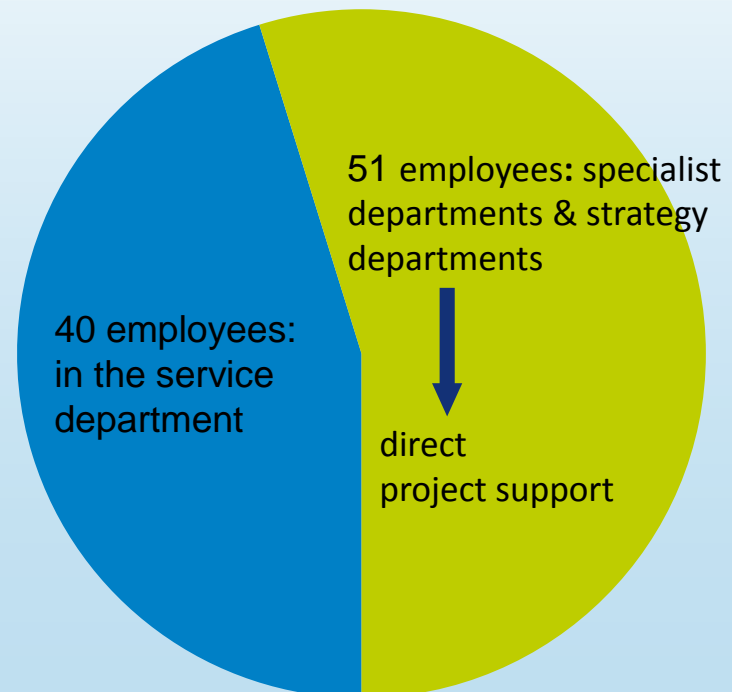 51 employees: specialist
departments & strategy
departments
40 employees:
in the service
department
direct
project support